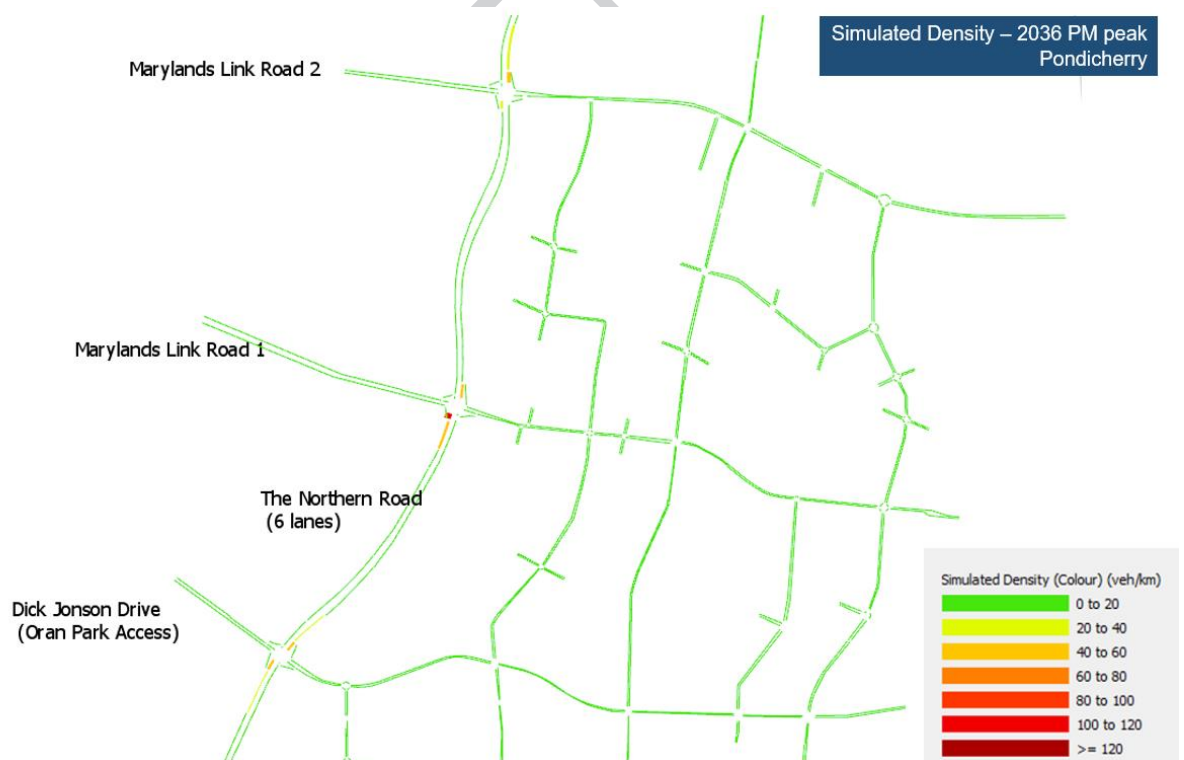 Simulated Density – 2036 PM peak
Pondicherry
Marylands Link Road 2
Marylands Link Road 1
The Northern Road
(6 lanes)
Dick Jonson Drive
(Oran Park Access)
Simulated Density (Colour) (veh/km)
0 to 20
20 to 40
40 to 60
60 to 80
80 to 100
100 to 120
>= 120